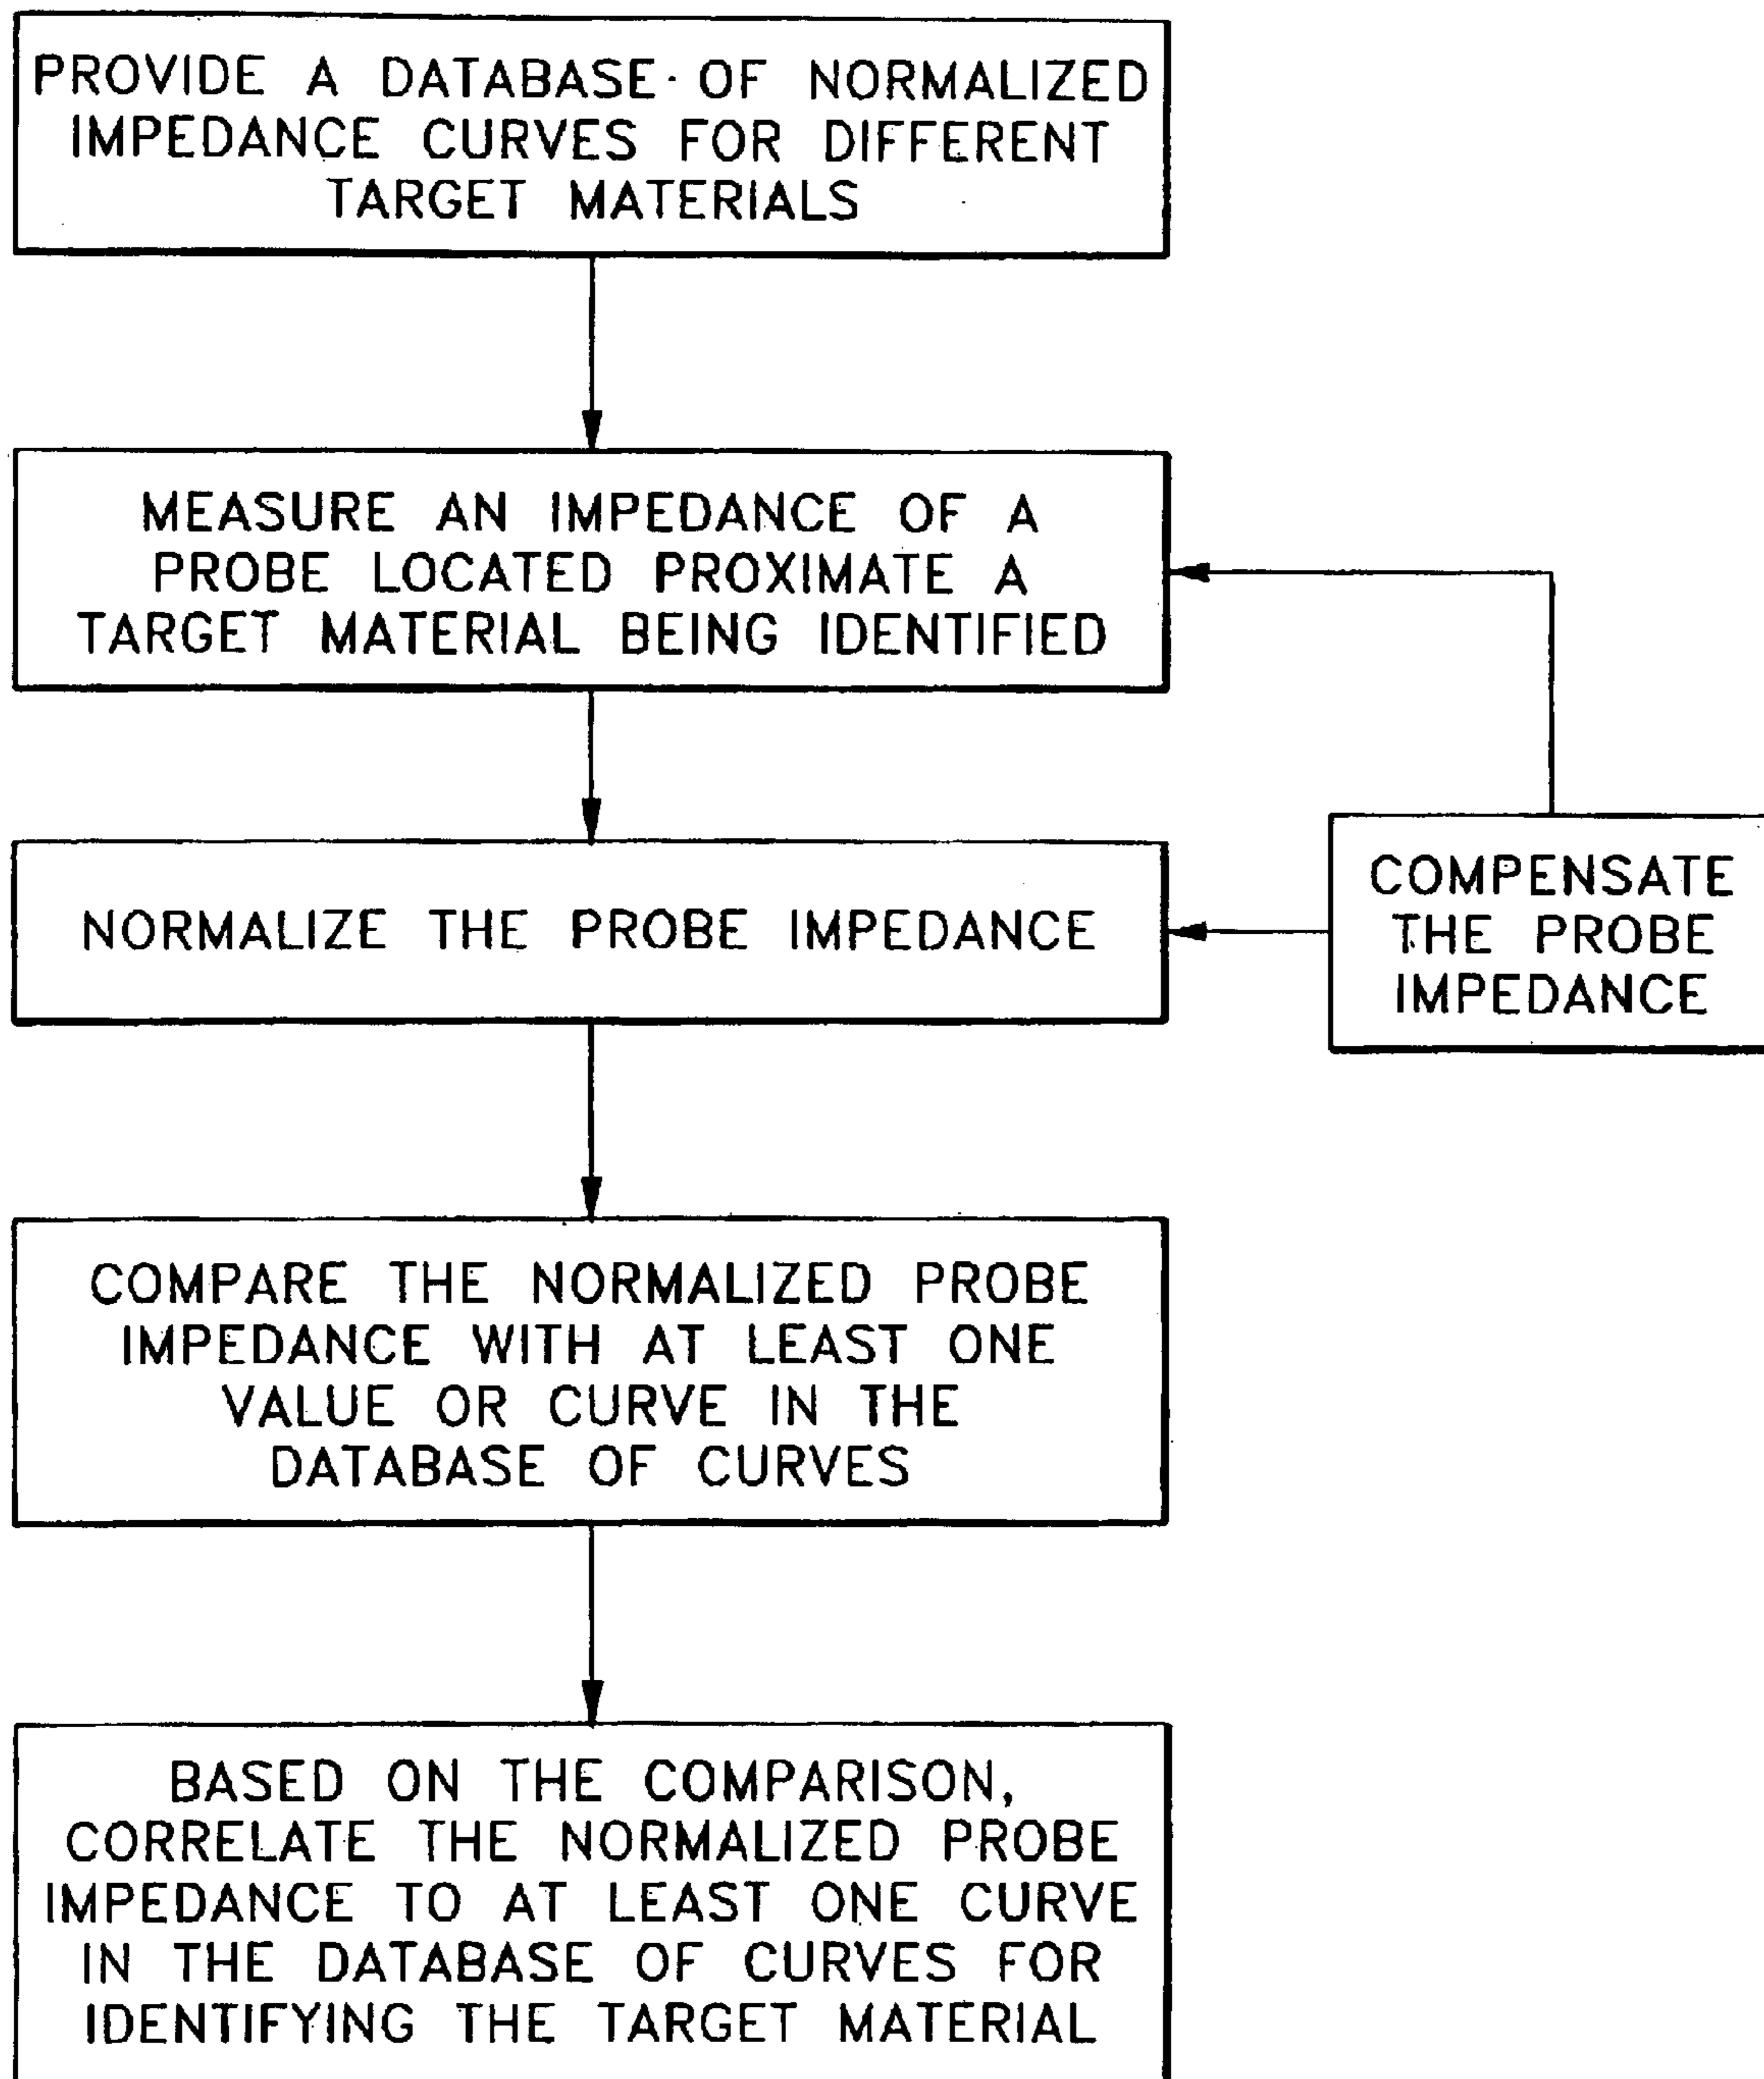 PROVIDE A DATABASE OF NORMALIZED
IMPEDANCE CURVES FOR DIFFERENT
TARGET MATERIALS
MEASURE AN IMPEDANCE OF A
PROBE LOCATED PROXIMATE A
TARGET MATERIAL BEING IDENTIFIED
NORMALIZE THE PROBE IMPEDANCE
COMPENSATE
THE PROBE
IMPEDANCE
COMPARE THE NORMALIZED PROBE
IMPEDANCE WITH AT LEAST ONE
VALUE OR CURVE IN THE
DATABASE OF CURVES
BASED ON THE COMPARISON,
CORRELATE THE NORMALIZED PROBE
IMPEDANCE TO AT LEAST ONE CURVE
IN THE DATABASE OF CURVES FOR
IDENTIFYING THE TARGET MATERIAL